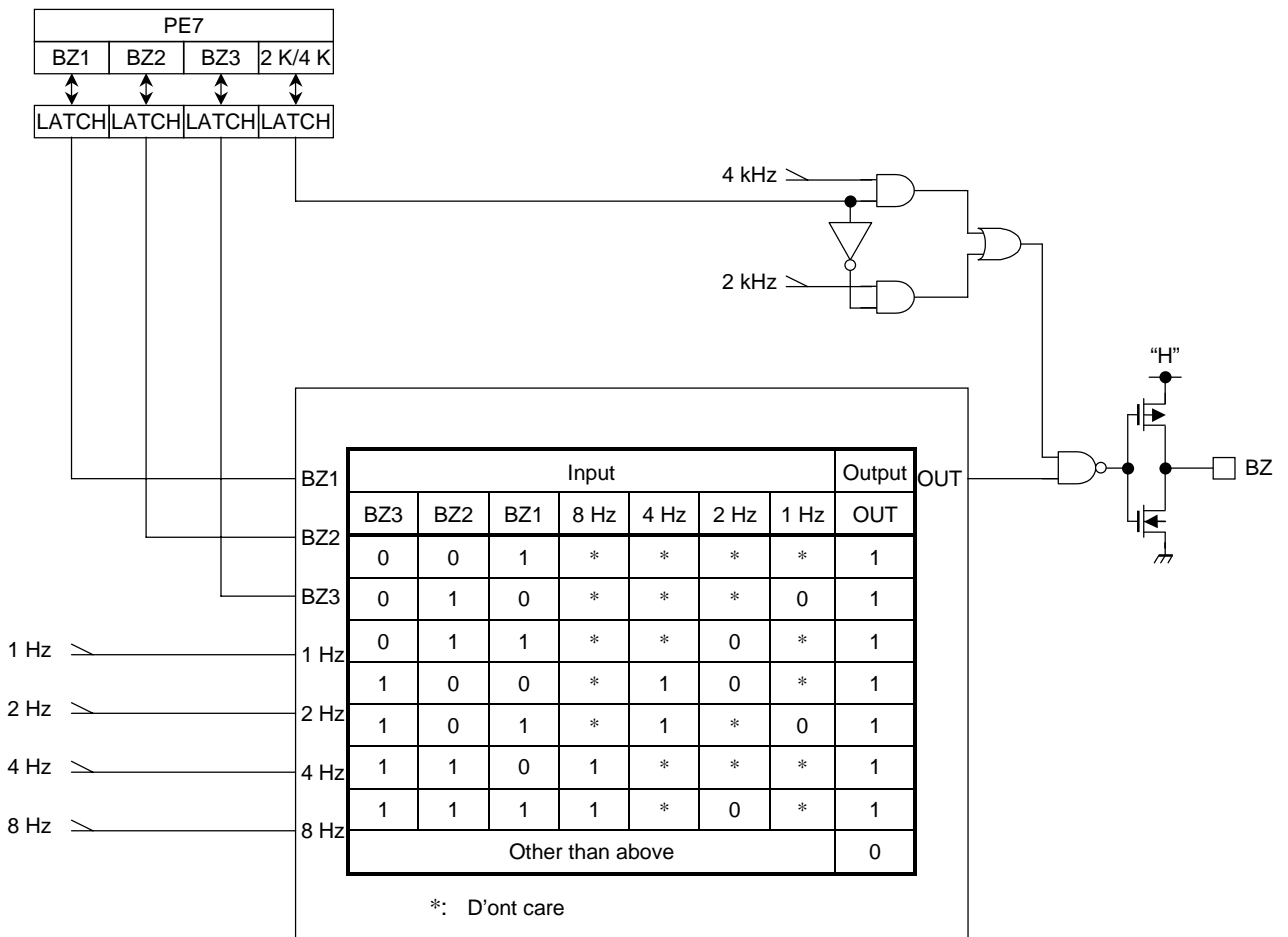 PE7
BZ1 BZ2 BZ3 2 K/4 K
LATCH LATCH LATCH LATCH
4 kHz
2 kHz
“H”
BZ
BZ1
BZ2
BZ3
1 Hz 1 Hz
2 Hz 2 Hz
4 Hz 4 Hz
8 Hz 8 Hz
OUT
Input Output
BZ3 BZ2 BZ1 8 Hz 4 Hz 2 Hz 1 Hz OUT
0 0 1 * * * * 1
0 1 0 * * * 0 1
0 1 1 * * 0 * 1
1 0 0 * 1 0 * 1
1 0 1 * 1 * 0 1
1 1 0 1 * * * 1
1 1 1 1 * 0 * 1
Other than above 0
*: D'ont care